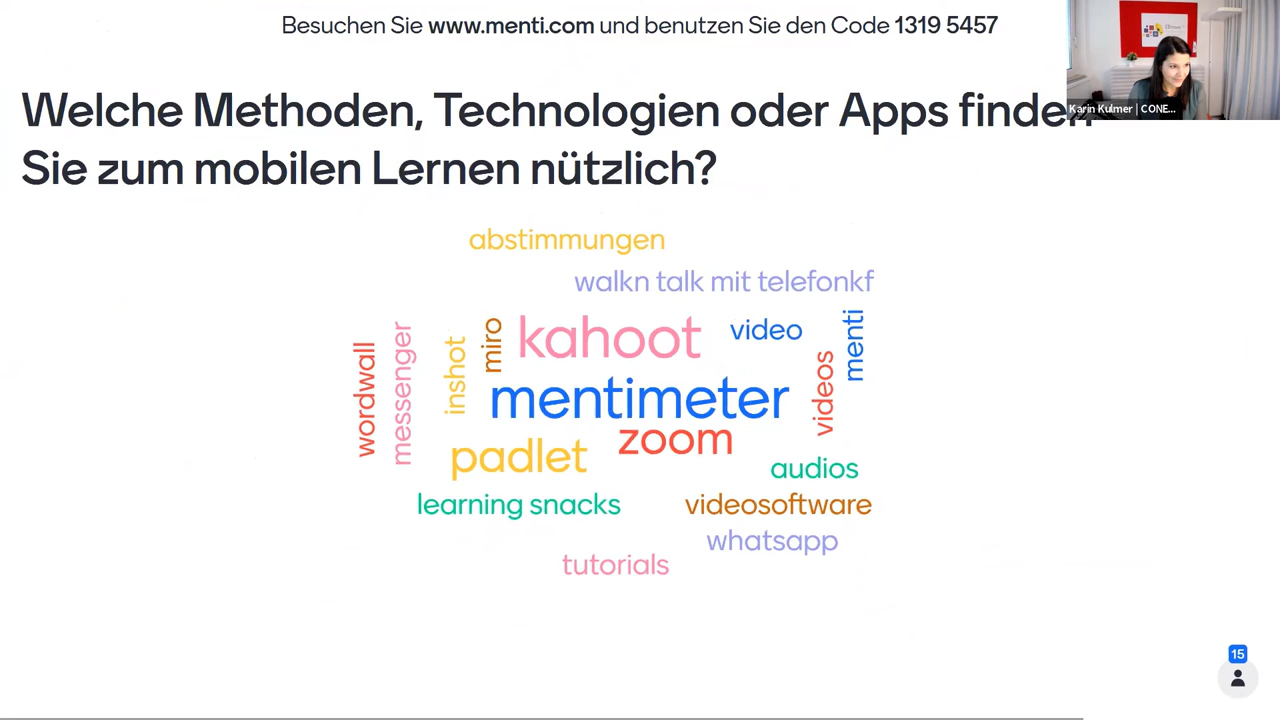 Besuchen Sie www.menti.com und benutzen Sie den Code 1319 5457
Karin Kulmer | CONE...
Welche Methoden, Technologien oder Apps finden
Sie zum mobilen Lernen nützlich?
abstimmungen
walkn talk mit telefonkf
wordwall
messenger
inshot
miro
kahoot
video
menti
mentimeter
videos
zoom
padlet
audios
learning snacks
videosoftware
whatsapp
tutorials
15